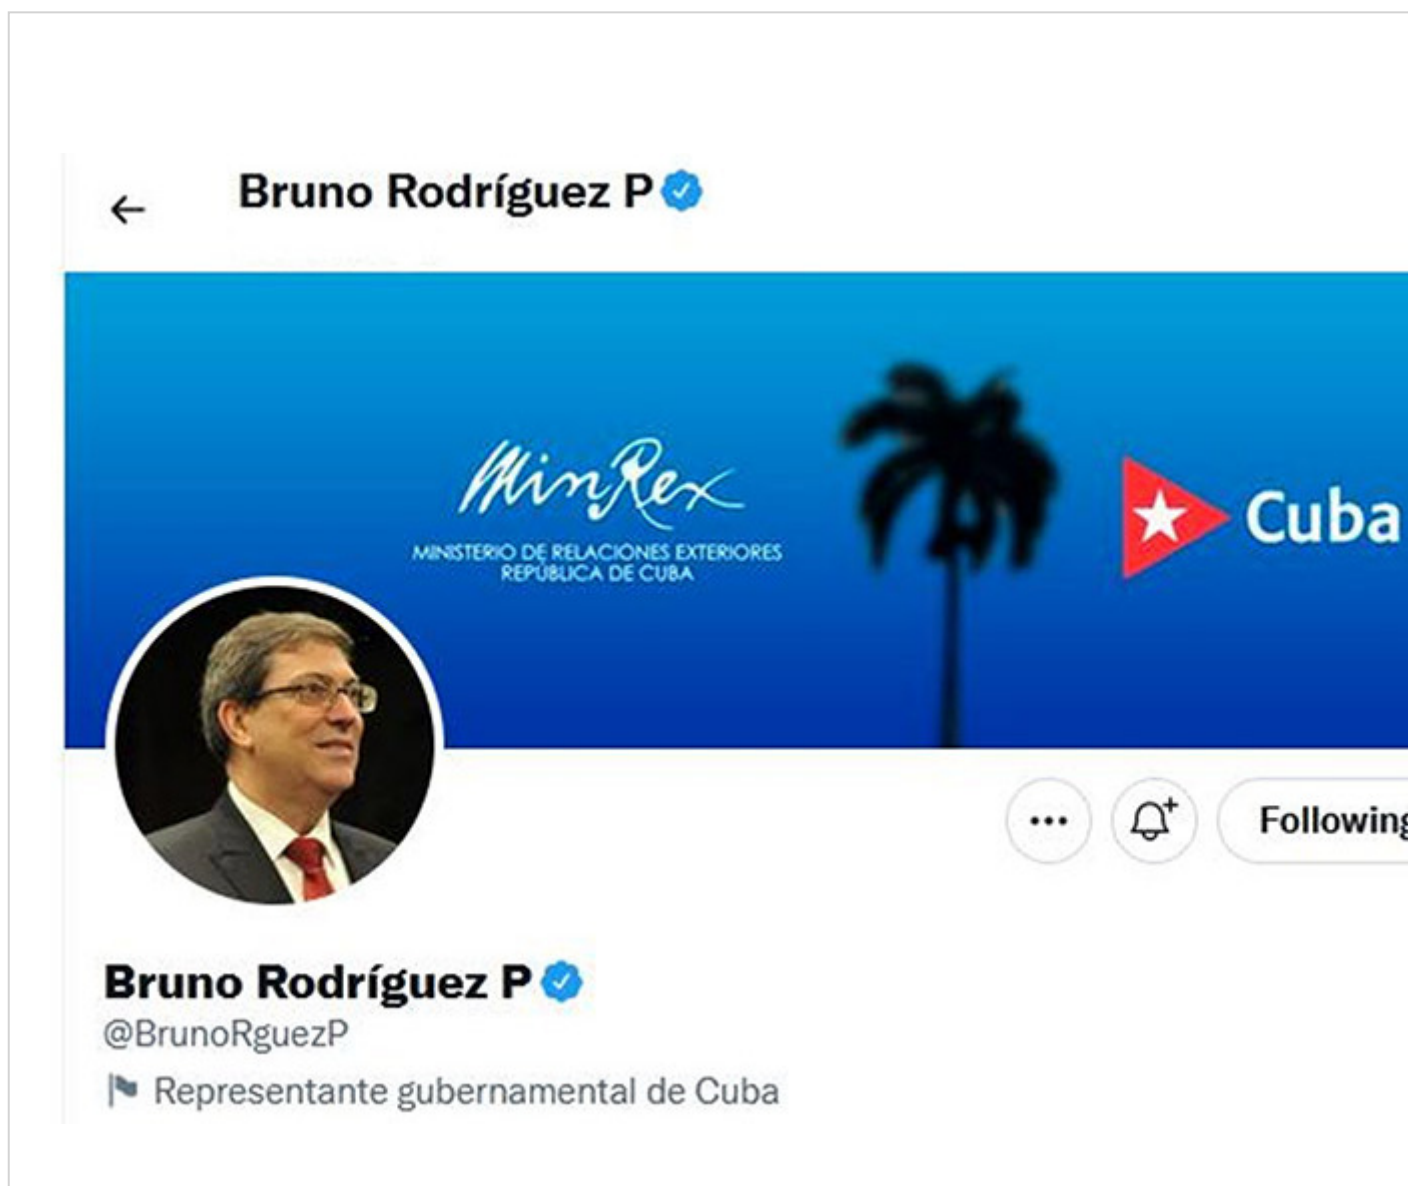 Bruno Rodríguez P
MinRex
MINISTERIO DE RELACIONES EXTERIORES
REPÚBLICA DE CUBA
Cuba
Following
Bruno Rodríguez P
@BrunoRguezP
Representante gubernamental de Cuba